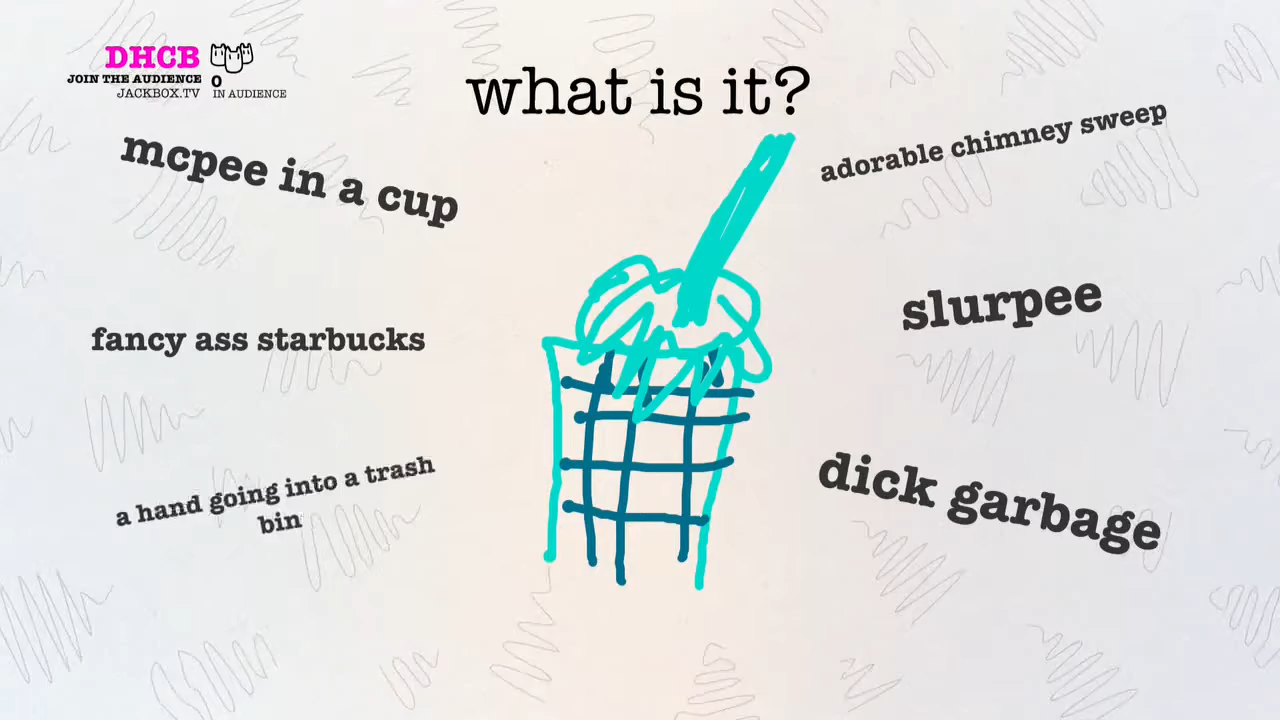 DHCB
JOIN THE AUDIENCE
JACKBOX.TV
0
IN AUDIENCE
what is it?
mcpee in a cup
adorable chimney sweep
fancy ass starbucks
slurpee
a hand going into a trash
bin
dick garbage